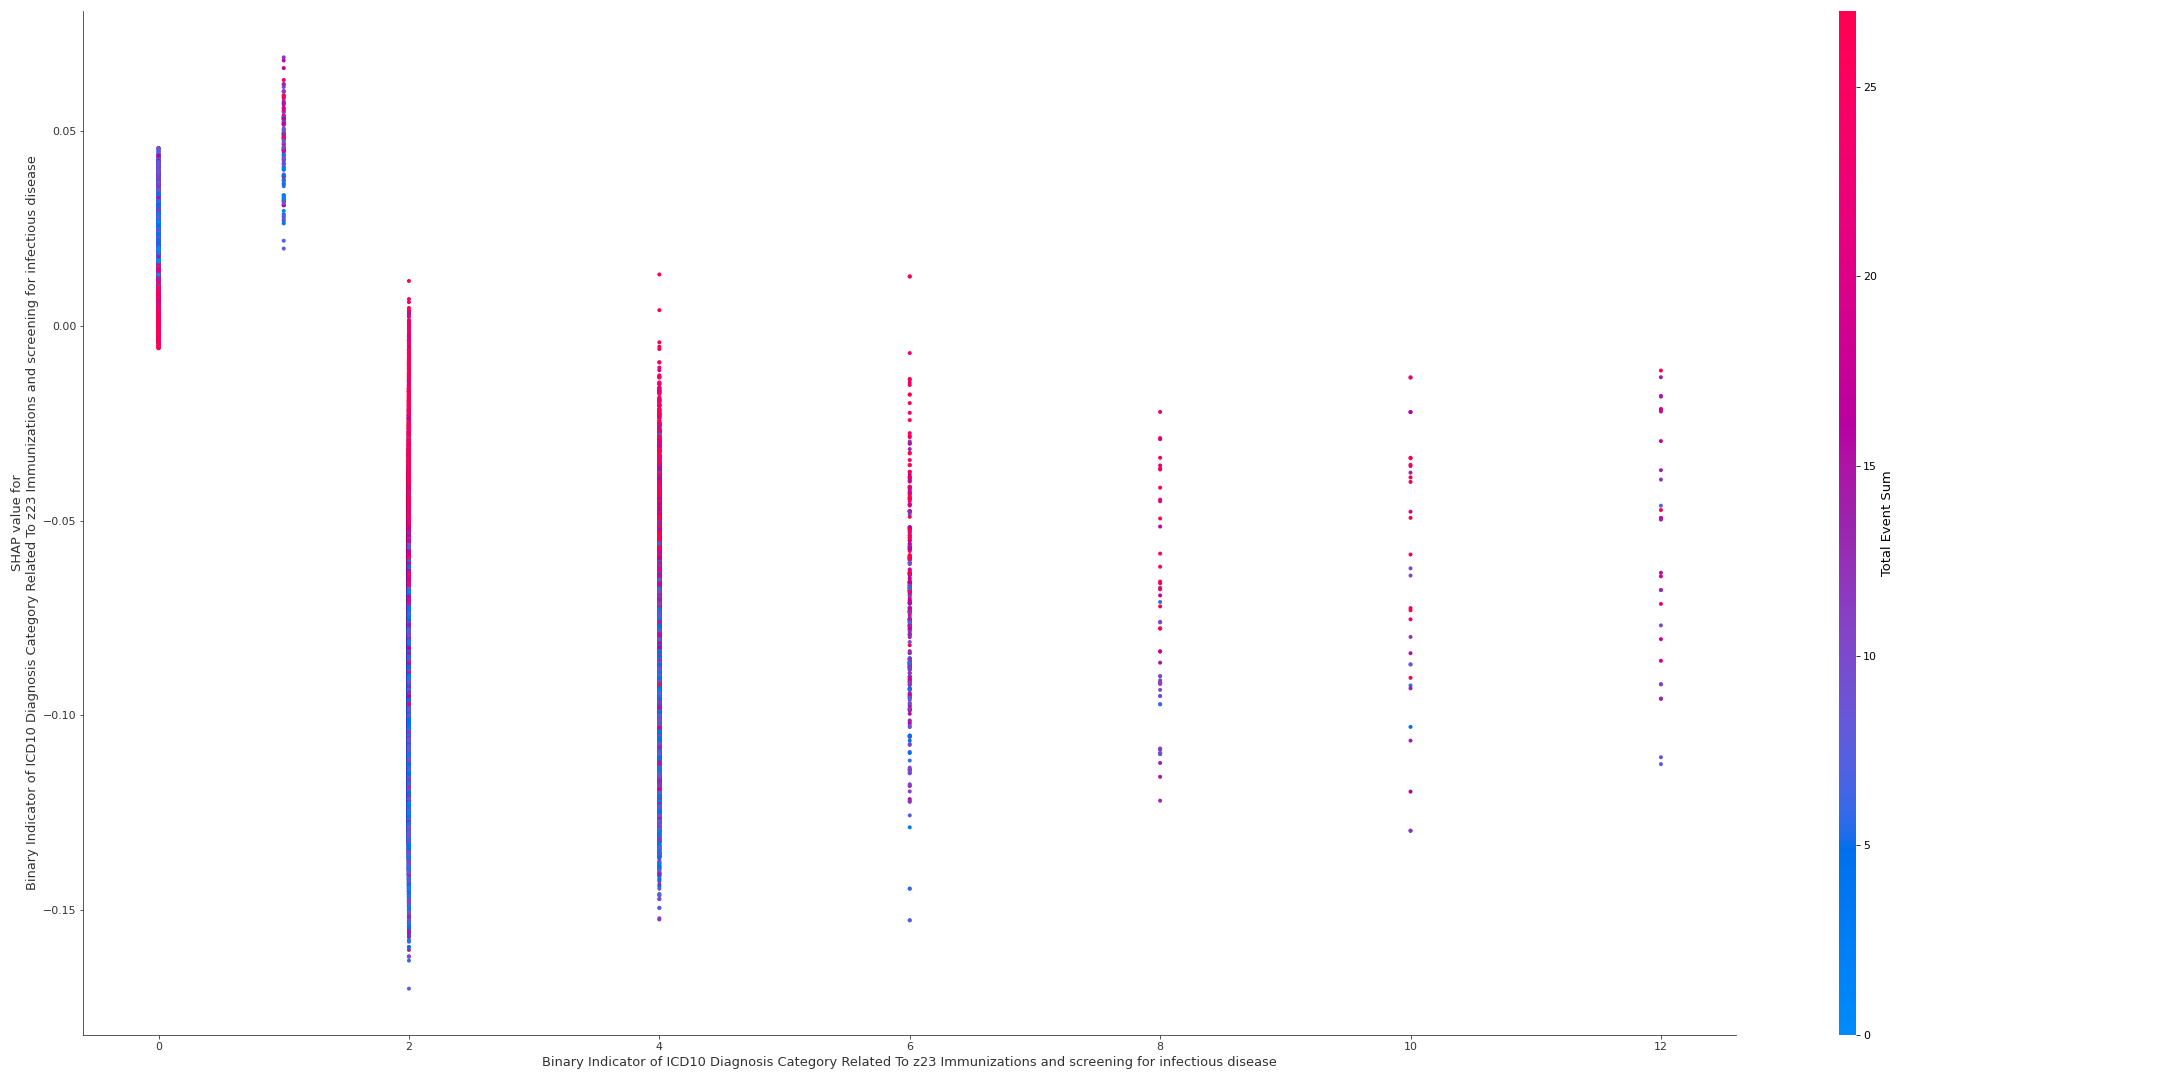 SHAP value for
Binary Indicator of ICD10 Diagnosis Category Related To z23 Immunizations and screening for infectious disease
0.05
0.00
−0.05
−0.10
−0.15
0 2 4 6 8 10 12
Binary Indicator of ICD10 Diagnosis Category Related To z23 Immunizations and screening for infectious disease
25
20
15
10
5
0
Total Event Sum